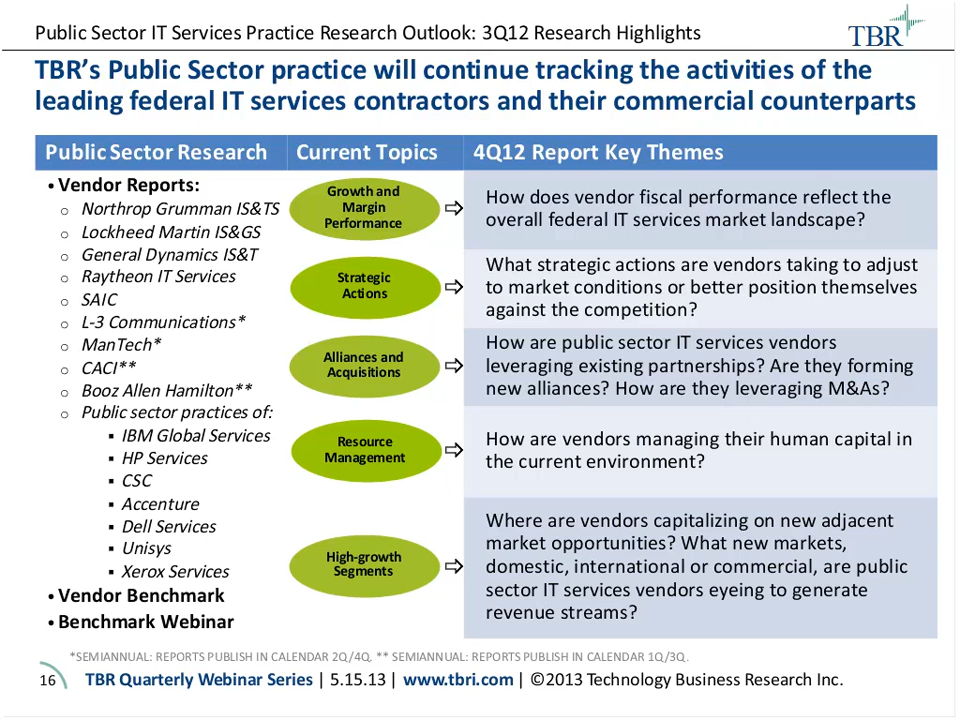 Public Sector IT Services Practice Research Outlook: 3Q12 Research Highlights
TBR
TBR's Public Sector practice will continue tracking the activities of the
leading federal IT services contractors and their commercial counterparts
Public Sector Research
Current Topics
4Q12 Report Key Themes
• Vendor Reports:
o Northrop Grumman IS&TS
o Lockheed Martin IS&GS
o General Dynamics IS&T
o Raytheon IT Services
o SAIC
o L-3 Communications*
o ManTech*
o CACI**
o Booz Allen Hamilton**
o Public sector practices of:
▪ IBM Global Services
▪ HP Services
▪ CSC
▪ Accenture
▪ Dell Services
▪ Unisys
▪ Xerox Services
• Vendor Benchmark
• Benchmark Webinar
Growth and
Margin
Performance
How does vendor fiscal performance reflect the
overall federal IT services market landscape?
Strategic
Actions
What strategic actions are vendors taking to adjust
to market conditions or better position themselves
against the competition?
Alliances and
Acquisitions
How are public sector IT services vendors
leveraging existing partnerships? Are they forming
new alliances? How are they leveraging M&As?
Resource
Management
How are vendors managing their human capital in
the current environment?
High-growth
Segments
Where are vendors capitalizing on new adjacent
market opportunities? What new markets,
domestic, international or commercial, are public
sector IT services vendors eyeing to generate
revenue streams?
*SEMIANNUAL: REPORTS PUBLISH IN CALENDAR 2Q/4Q. ** SEMIANNUAL: REPORTS PUBLISH IN CALENDAR 1Q/3Q.
16 TBR Quarterly Webinar Series | 5.15.13 | www.tbri.com | ©2013 Technology Business Research Inc.